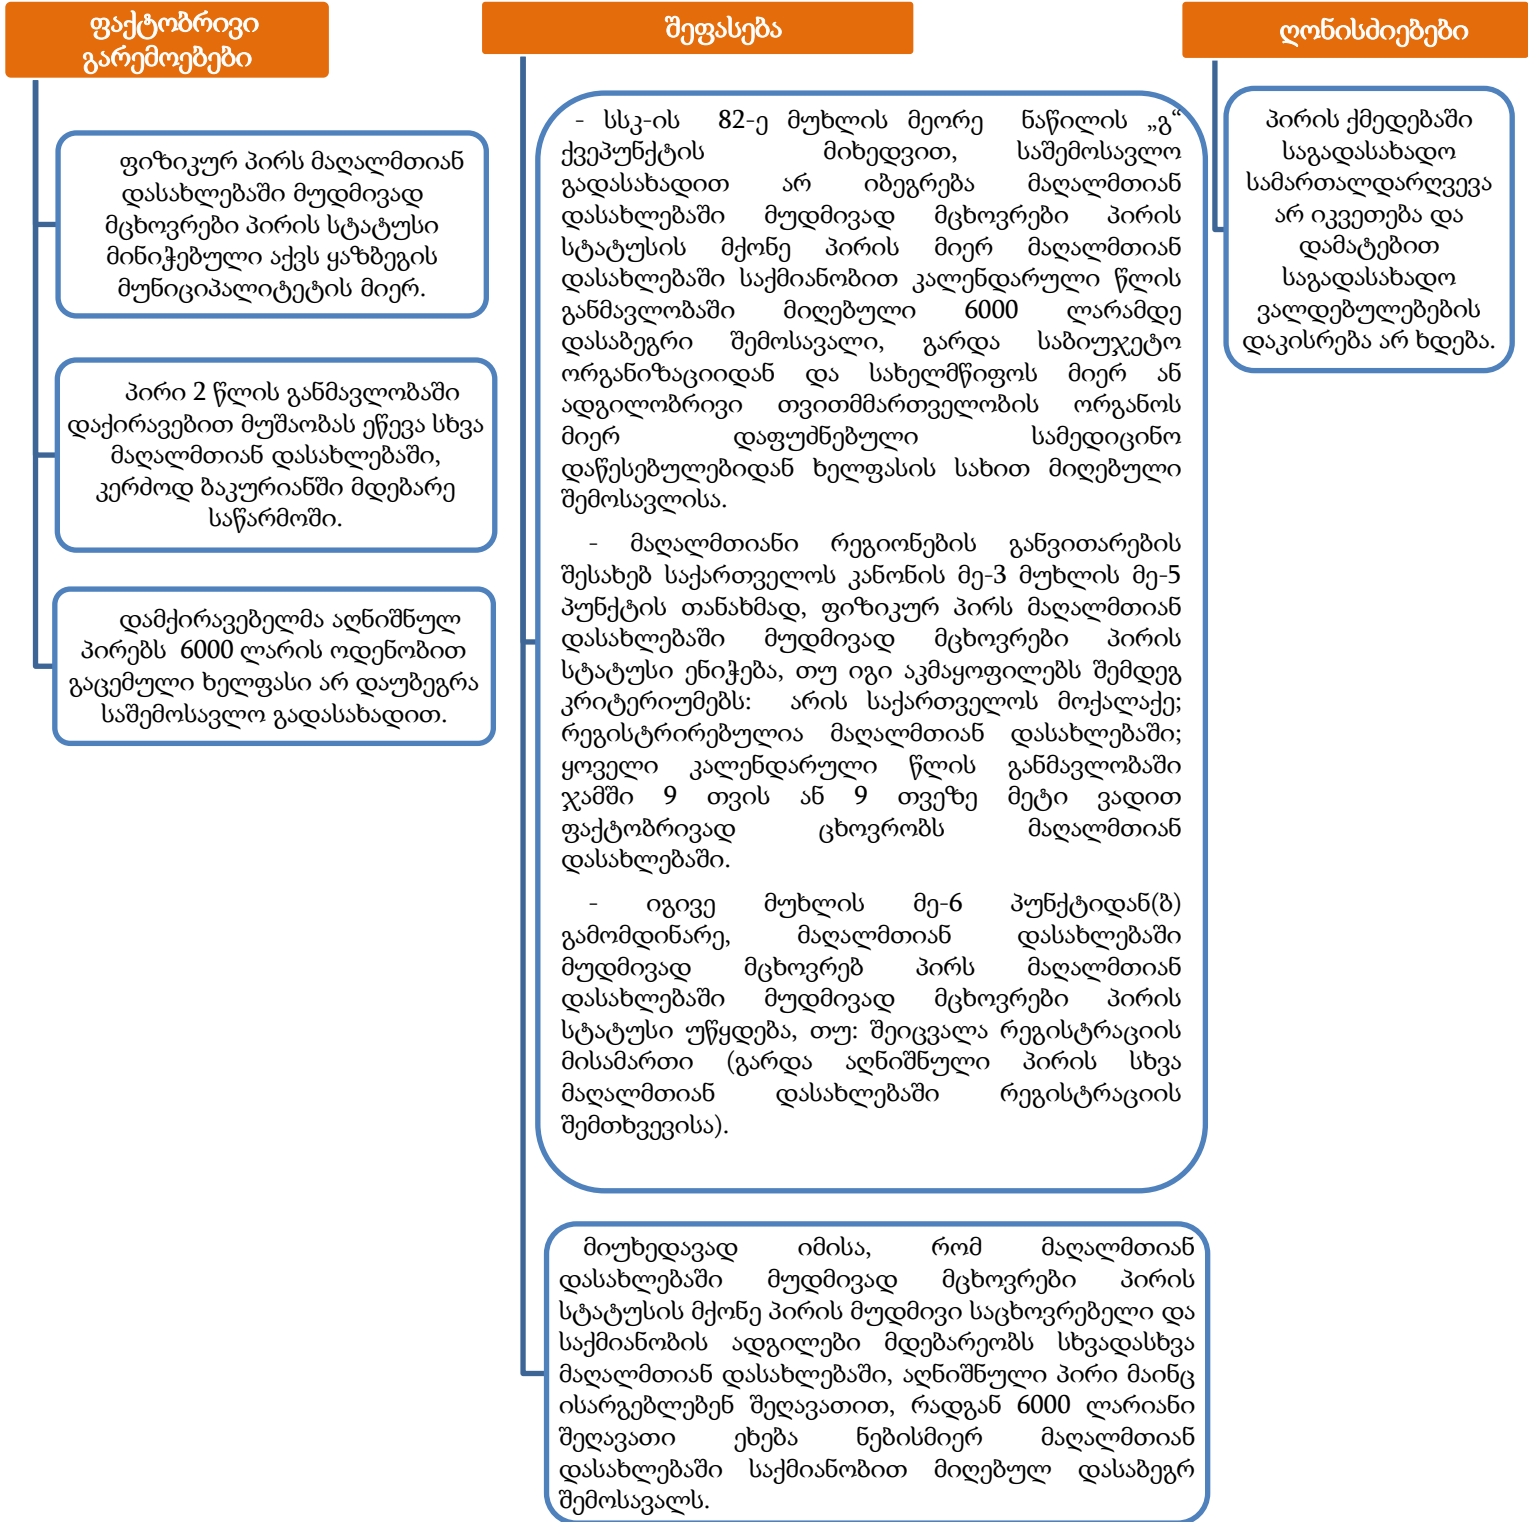 ფაქტობრივი
გარემოებები
ფიზიკურ პირს მაღალმთიან
დასახლებაში მუდმივად
მცხოვრები პირის სტატუსი
მინიჭებული აქვს ყაზბეგის
მუნიციპალიტეტის მიერ.
პირი 2 წლის განმავლობაში
დაქირავებით მუშაობას ეწევა სხვა
მაღალმთიან დასახლებაში,
კერძოდ ბაკურიანში მდებარე
საწარმოში.
დამქირავებელმა აღნიშნულ
პირებს 6000 ლარის ოდენობით
გაცემული ხელფასი არ დაუბეგრა
საშემოსავლო გადასახადით.
შეფასება
- სსკ-ის 82-ე მუხლის მეორე ნაწილის „გ“
ქვეპუნქტის მიხედვით, საშემოსავლო
გადასახადით არ იბეგრება მაღალმთიან
დასახლებაში მუდმივად მცხოვრები პირის
სტატუსის მქონე პირის მიერ მაღალმთიან
დასახლებაში საქმიანობით კალენდარული წლის
განმავლობაში მიღებული 6000 ლარამდე
დასაბეგრი შემოსავალი, გარდა საბიუჯეტო
ორგანიზაციიდან და სახელმწიფოს მიერ ან
ადგილობრივი თვითმმართველობის ორგანოს
მიერ დაფუძნებული სამედიცინო
დაწესებულებიდან ხელფასის სახით მიღებული
შემოსავლისა.
- მაღალმთიანი რეგიონების განვითარების
შესახებ საქართველოს კანონის მე-3 მუხლის მე-5
პუნქტის თანახმად, ფიზიკურ პირს მაღალმთიან
დასახლებაში მუდმივად მცხოვრები პირის
სტატუსი ენიჭება, თუ იგი აკმაყოფილებს შემდეგ
კრიტერიუმებს: არის საქართველოს მოქალაქე;
რეგისტრირებულია მაღალმთიან დასახლებაში;
ყოველი კალენდარული წლის განმავლობაში
ჯამში 9 თვის ან 9 თვეზე მეტი ვადით
ფაქტობრივად ცხოვრობს მაღალმთიან
დასახლებაში.
- იგივე მუხლის მე-6 პუნქტიდან(ბ)
გამომდინარე, მაღალმთიან დასახლებაში
მუდმივად მცხოვრებ პირს მაღალმთიან
დასახლებაში მუდმივად მცხოვრები პირის
სტატუსი უწყდება, თუ: შეიცვალა რეგისტრაციის
მისამართი (გარდა აღნიშნული პირის სხვა
მაღალმთიან დასახლებაში რეგისტრაციის
შემთხვევისა).
მიუხედავად იმისა, რომ მაღალმთიან
დასახლებაში მუდმივად მცხოვრები პირის
სტატუსის მქონე პირის მუდმივი საცხოვრებელი და
საქმიანობის ადგილები მდებარეობს სხვადასხვა
მაღალმთიან დასახლებაში, აღნიშნული პირი მაინც
ისარგებლებენ შეღავათით, რადგან 6000 ლარიანი
შეღავათი ეხება ნებისმიერ მაღალმთიან
დასახლებაში საქმიანობით მიღებულ დასაბეგრ
შემოსავალს.
ღონისძიებები
პირის ქმედებაში
საგადასახადო
სამართალდარღვევა
არ იკვეთება და
დამატებით
საგადასახადო
ვალდებულებების
დაკისრება არ ხდება.